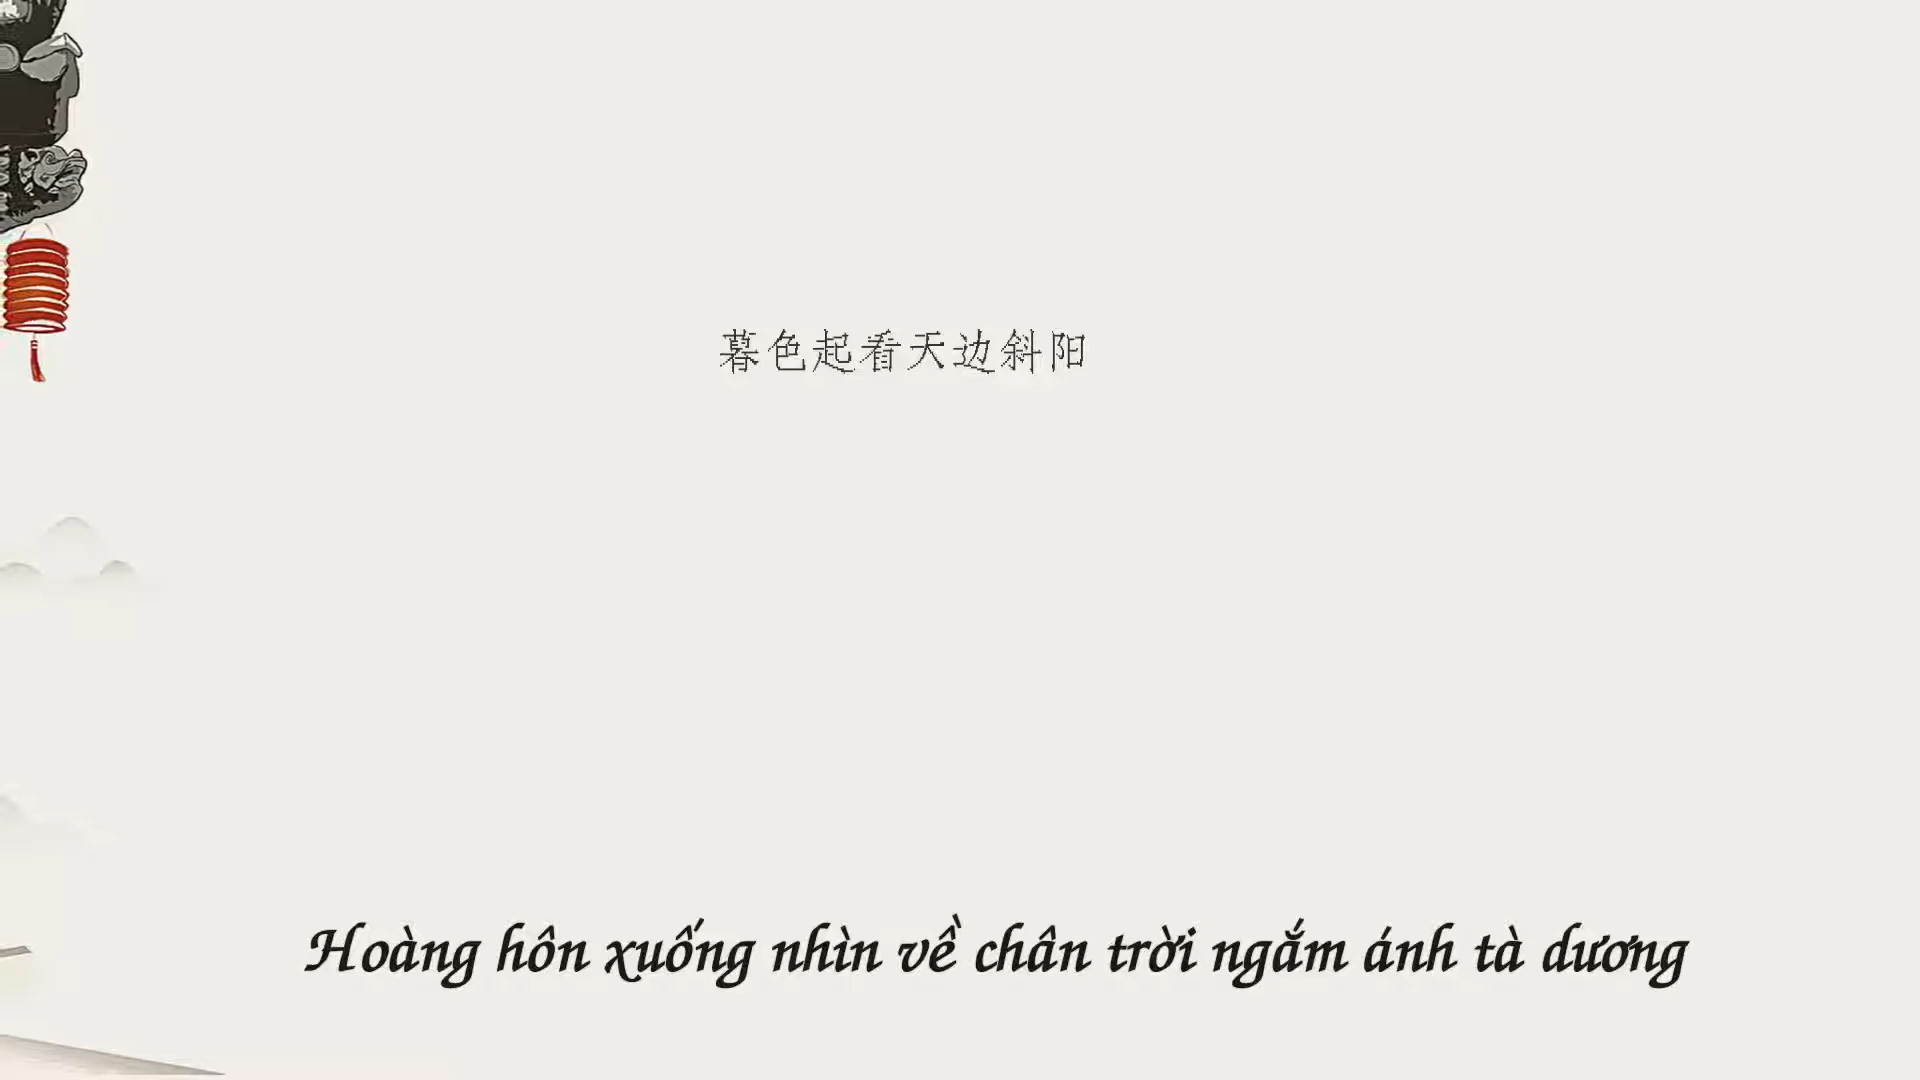 暮色起看天边斜阳
Hoàng hôn xuống nhìn về chân trời ngắm ánh tà dương